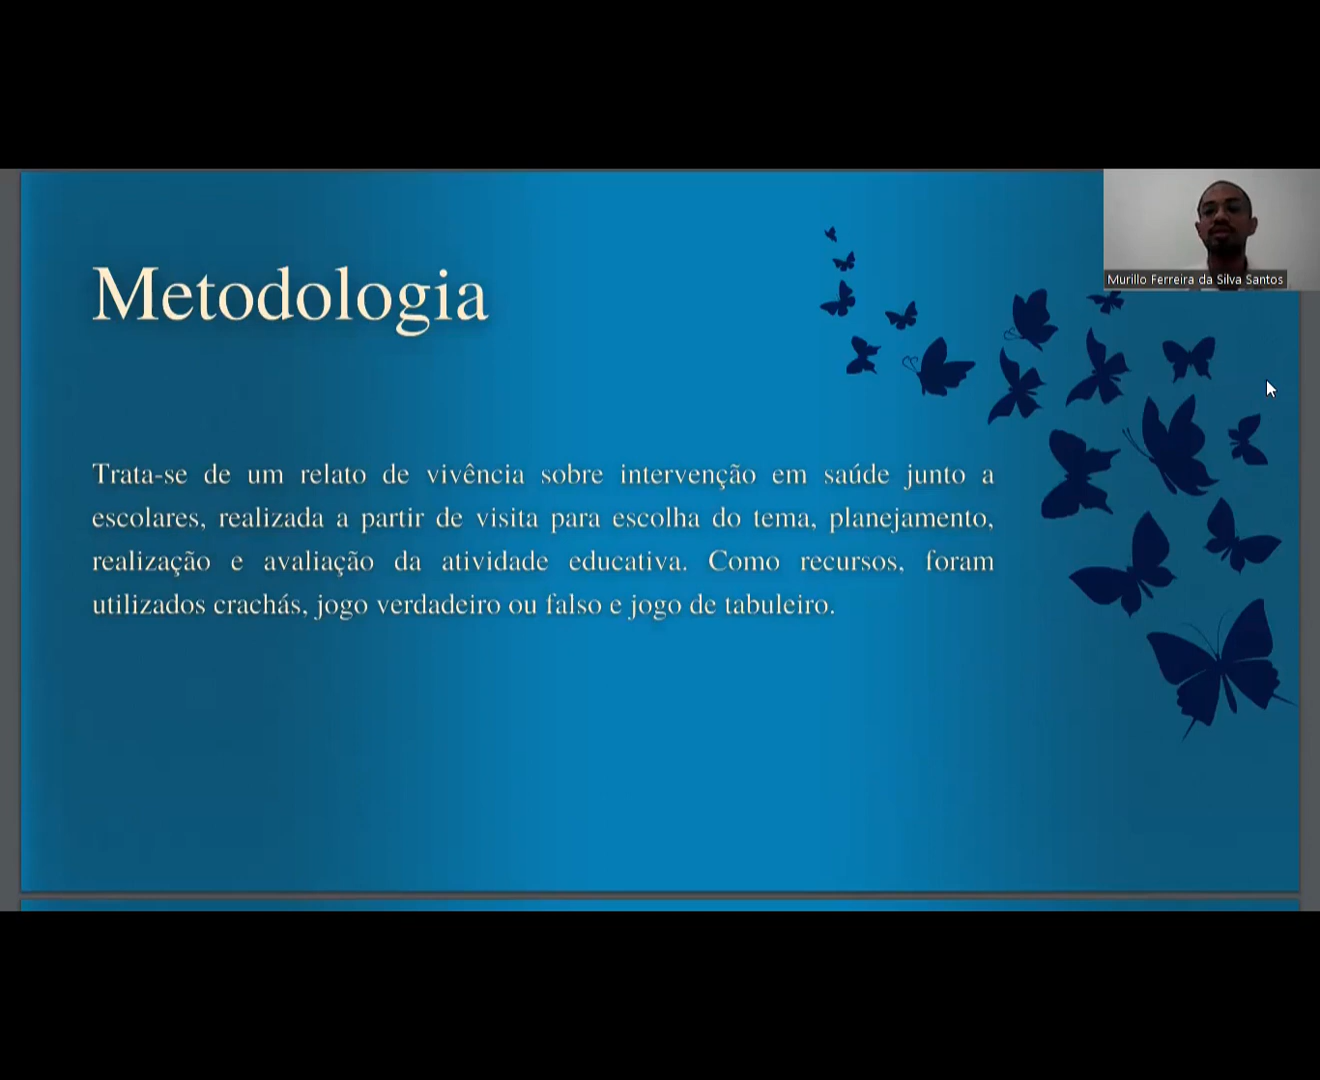 Metodologia
Murillo Ferreira da Silva Santos
Trata-se de um relato de vivência sobre intervenção em saúde junto a
escolares, realizada a partir de visita para escolha do tema, planejamento,
realização e avaliação da atividade educativa. Como recursos, foram
utilizados crachás, jogo verdadeiro ou falso e jogo de tabuleiro.